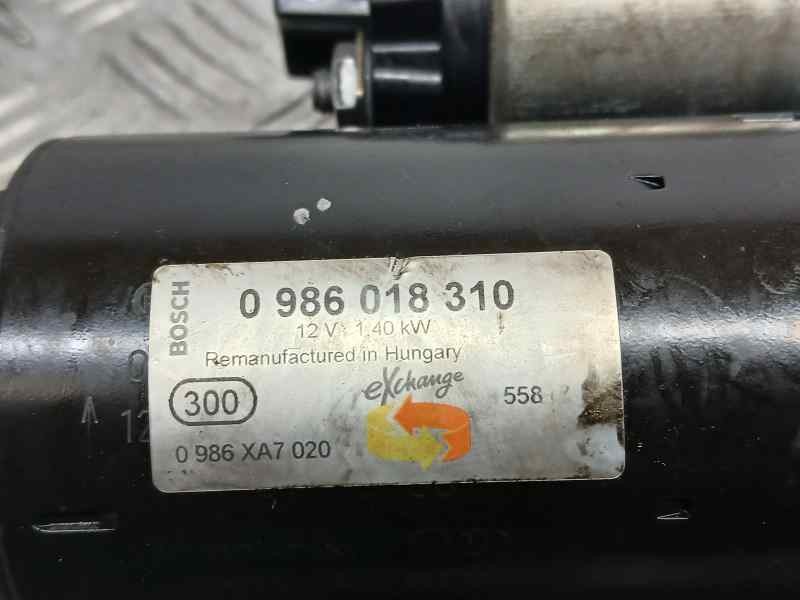 BOSCH
0 986 018 310
12 V 1,40 kW
Remanufactured in Hungary
eXchange
300
558
0 986 XA7 020
A
12